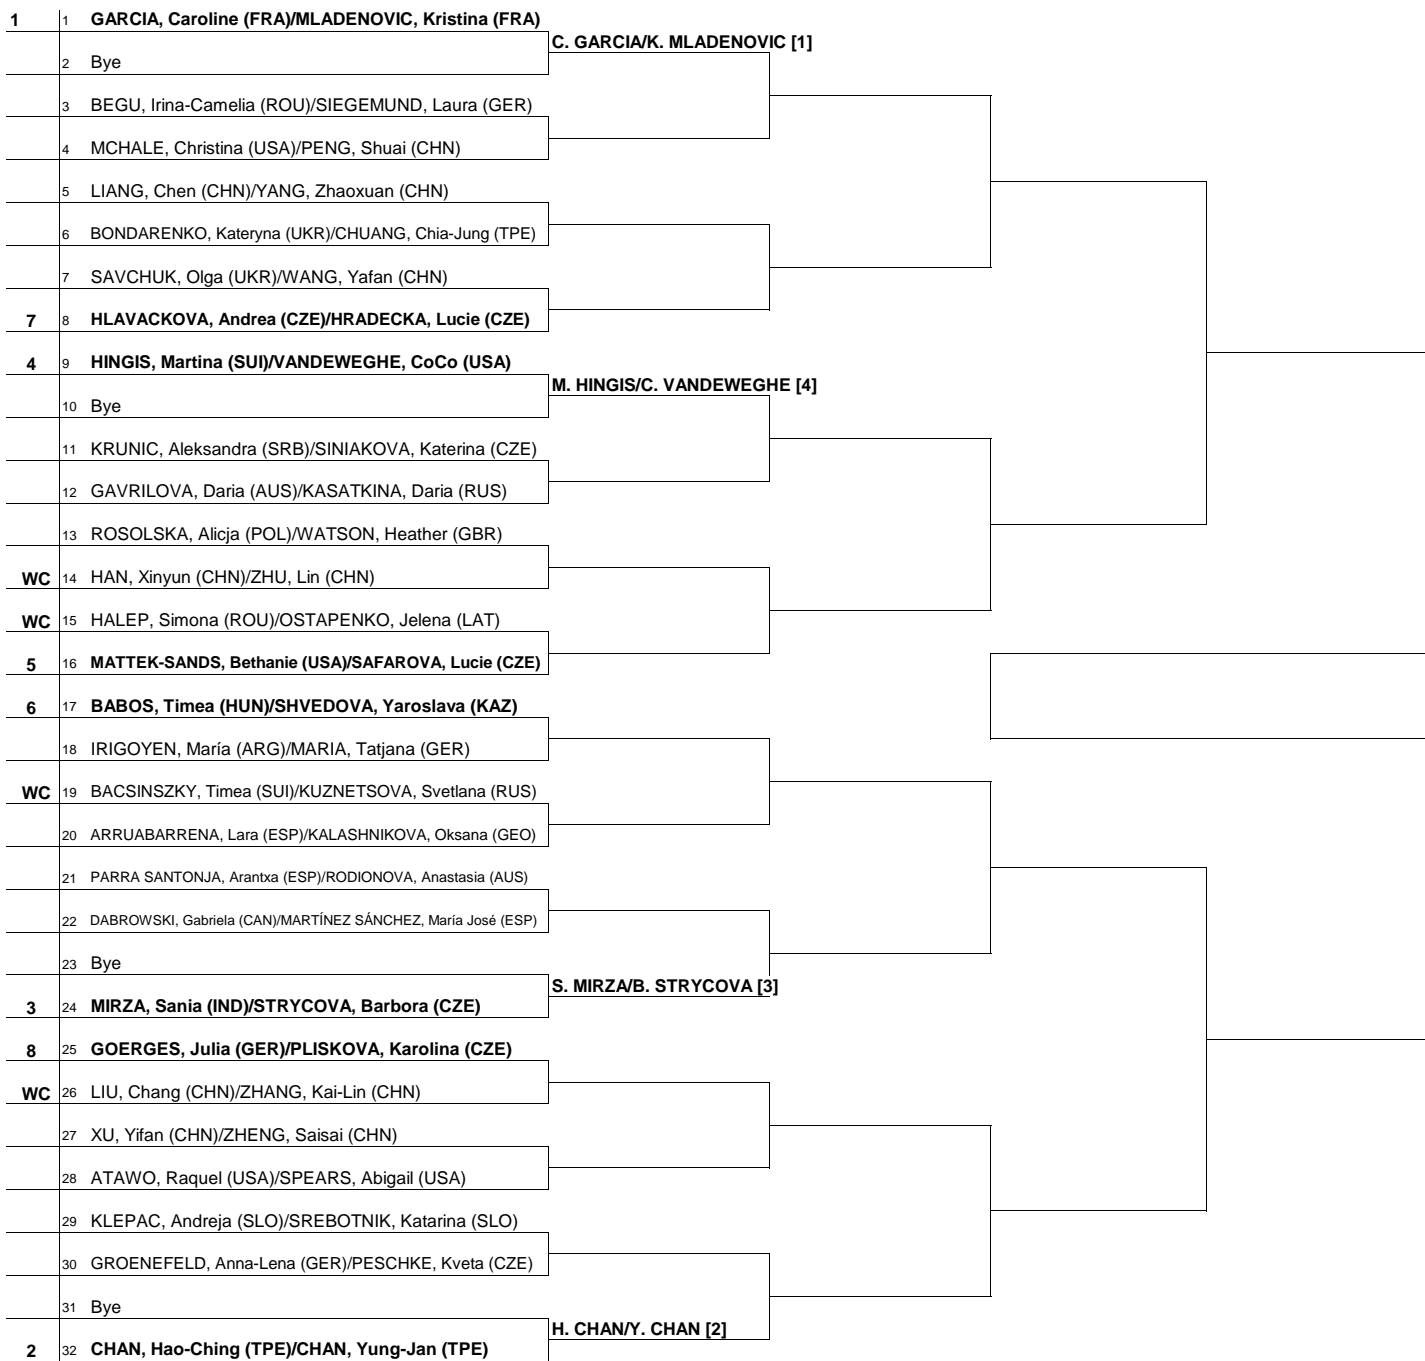 1 1 GARCIA, Caroline (FRA)/MLADENOVIC, Kristina (FRA)
C. GARCIA/K. MLADENOVIC [1]
2 Bye
3 BEGU, Irina-Camelia (ROU)/SIEGEMUND, Laura (GER)
4 MCHALE, Christina (USA)/PENG, Shuai (CHN)
5 LIANG, Chen (CHN)/YANG, Zhaoxuan (CHN)
6 BONDARENKO, Kateryna (UKR)/CHUANG, Chia-Jung (TPE)
7 SAVCHUK, Olga (UKR)/WANG, Yafan (CHN)
7 8 HLAVACKOVA, Andrea (CZE)/HRADECKA, Lucie (CZE)
4 9 HINGIS, Martina (SUI)/VANDEWEGHE, CoCo (USA)
M. HINGIS/C. VANDEWEGHE [4]
10 Bye
11 KRUNIC, Aleksandra (SRB)/SINIAKOVA, Katerina (CZE)
12 GAVRILOVA, Daria (AUS)/KASATKINA, Daria (RUS)
13 ROSOLSKA, Alicja (POL)/WATSON, Heather (GBR)
WC 14 HAN, Xinyun (CHN)/ZHU, Lin (CHN)
WC 15 HALEP, Simona (ROU)/OSTAPENKO, Jelena (LAT)
5 16 MATTEK-SANDS, Bethanie (USA)/SAFAROVA, Lucie (CZE)
6 17 BABOS, Timea (HUN)/SHVEDOVA, Yaroslava (KAZ)
18 IRIGOYEN, María (ARG)/MARIA, Tatjana (GER)
WC 19 BACSINSZKY, Timea (SUI)/KUZNETSOVA, Svetlana (RUS)
20 ARRUABARRENA, Lara (ESP)/KALASHNIKOVA, Oksana (GEO)
21 PARRA SANTONJA, Arantxa (ESP)/RODIONOVA, Anastasia (AUS)
22 DABROWSKI, Gabriela (CAN)/MARTÍNEZ SÁNCHEZ, María José (ESP)
23 Bye
S. MIRZA/B. STRYCOVA [3]
3 24 MIRZA, Sania (IND)/STRYCOVA, Barbora (CZE)
8 25 GOERGES, Julia (GER)/PLISKOVA, Karolina (CZE)
WC 26 LIU, Chang (CHN)/ZHANG, Kai-Lin (CHN)
27 XU, Yifan (CHN)/ZHENG, Saisai (CHN)
28 ATAWO, Raquel (USA)/SPEARS, Abigail (USA)
29 KLEPAC, Andreja (SLO)/SREBOTNIK, Katarina (SLO)
30 GROENEFELD, Anna-Lena (GER)/PESCHKE, Kveta (CZE)
31 Bye
H. CHAN/Y. CHAN [2]
2 32 CHAN, Hao-Ching (TPE)/CHAN, Yung-Jan (TPE)